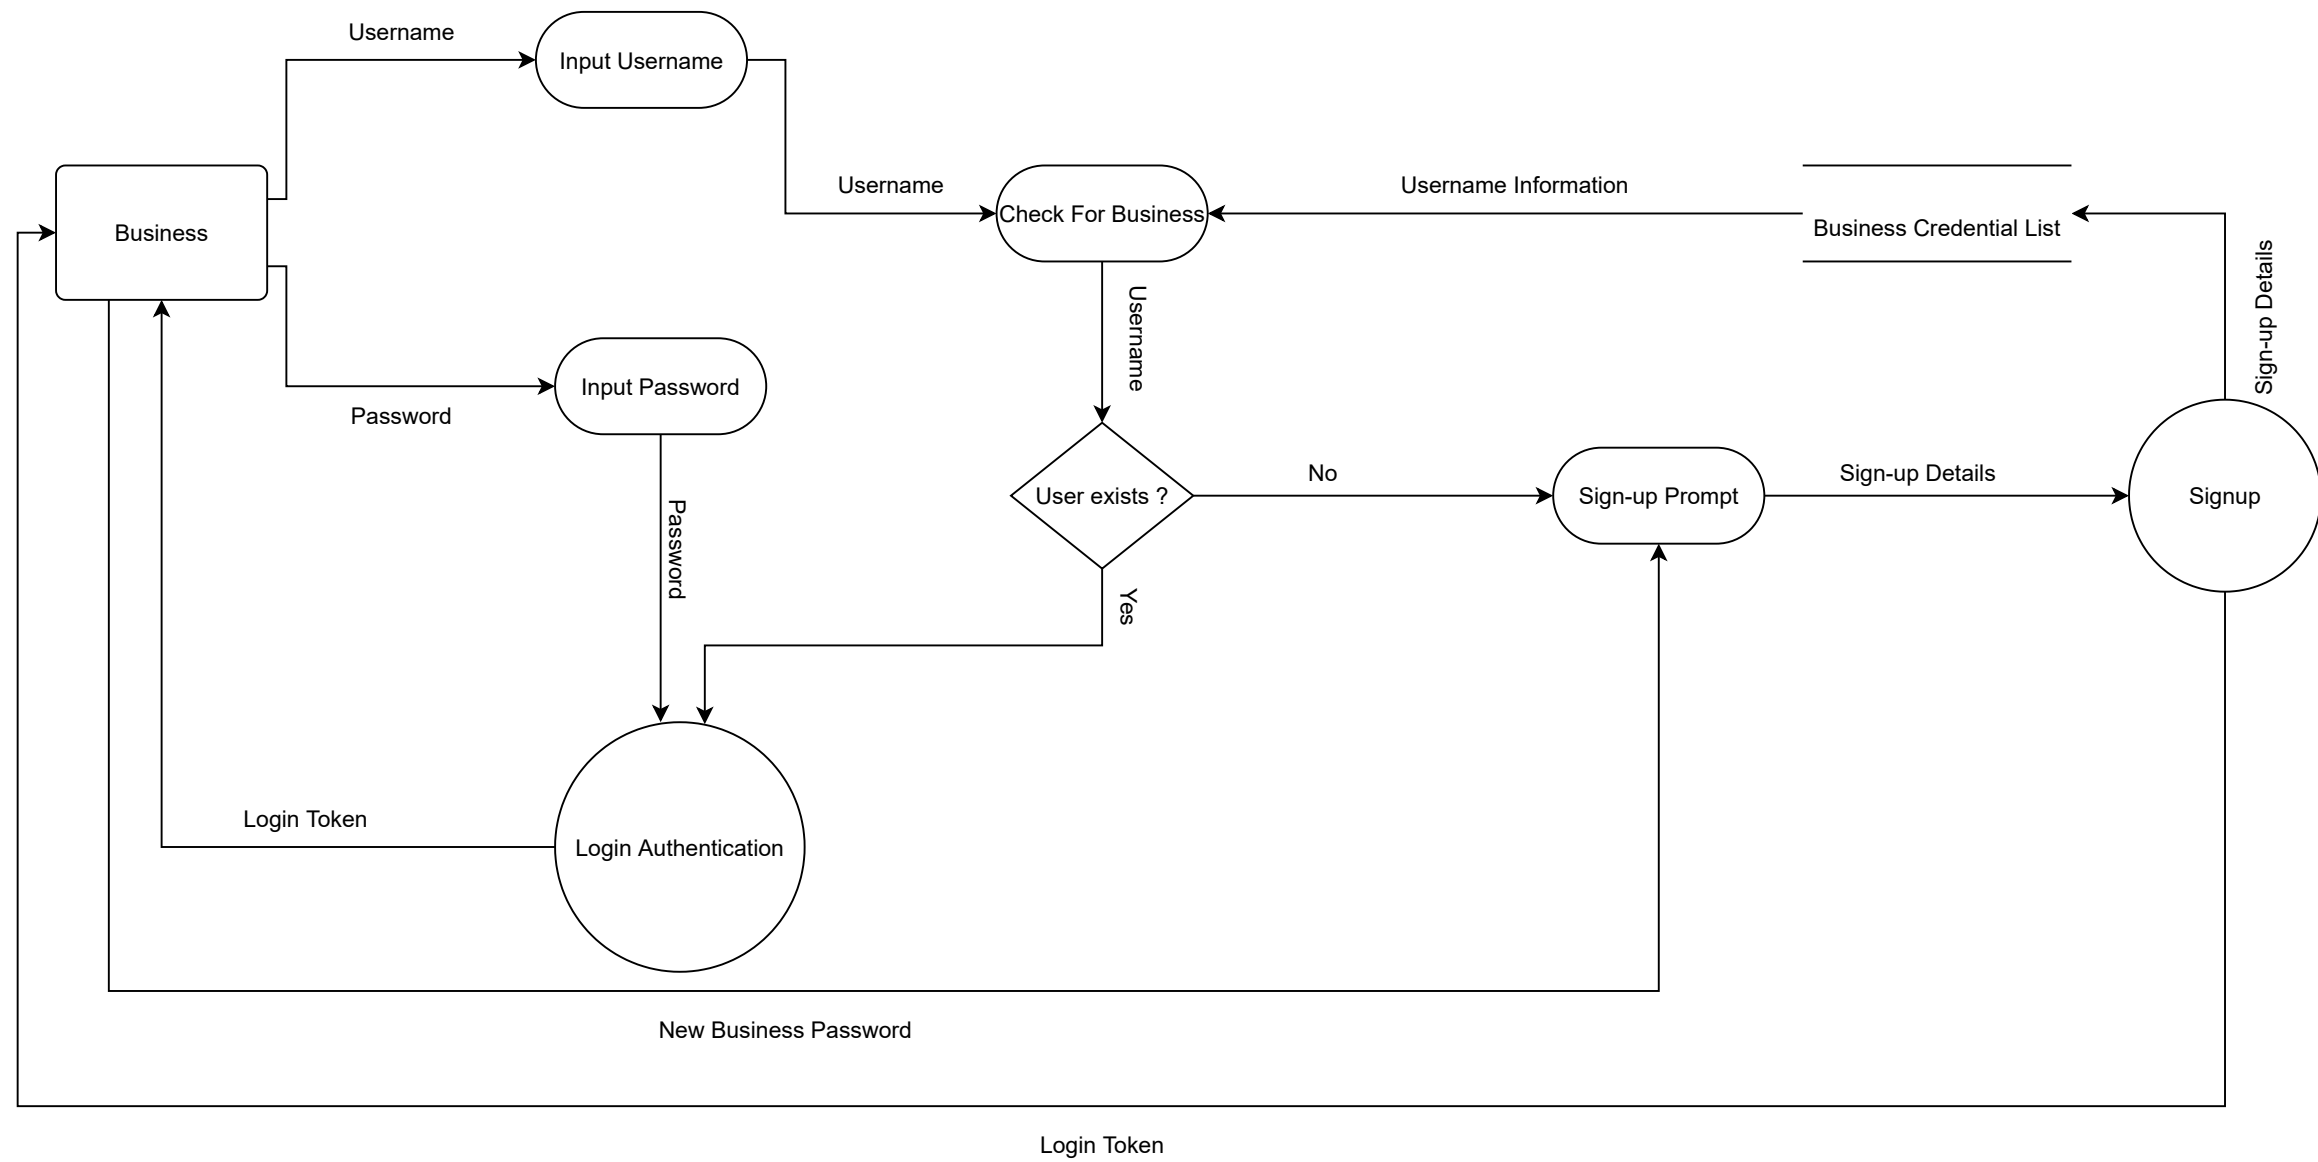 Username
Input Username
Username
Check For Business
Username Information
Business Credential List
Business
Sign-up Details
Username
Input Password
Password
User exists ?
No
Sign-up Prompt
Sign-up Details
Signup
Password
Yes
Login Token
Login Authentication
New Business Password
Login Token